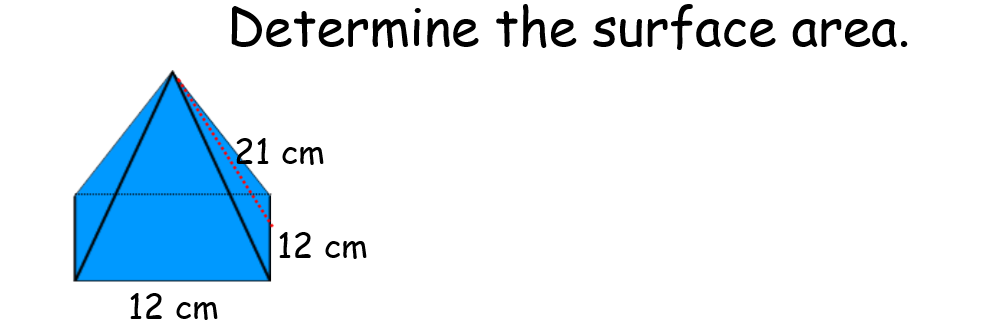 Determine the surface area.
21 cm
12 cm
12 cm